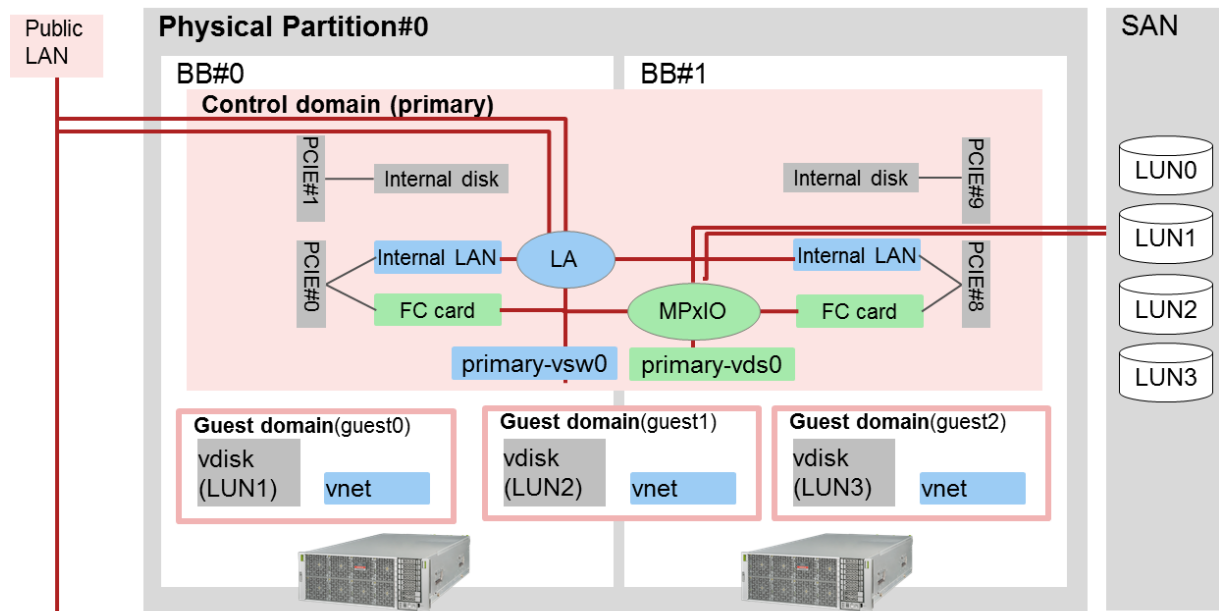 Public
LAN
Physical Partition#0
SAN
BB#0
BB#1
Control domain (primary)
PCIE#1
Internal disk
Internal disk
PCIE#9
LUN0
LUN1
LUN2
LUN3
PCIE#0
Internal LAN
LA
Internal LAN
PCIE#8
FC card
MPxIO
FC card
primary-vsw0
primary-vds0
Guest domain(guest0)
vdisk
(LUN1)
vnet
Guest domain(guest1)
vdisk
(LUN2)
vnet
Guest domain(guest2)
vdisk
(LUN3)
vnet